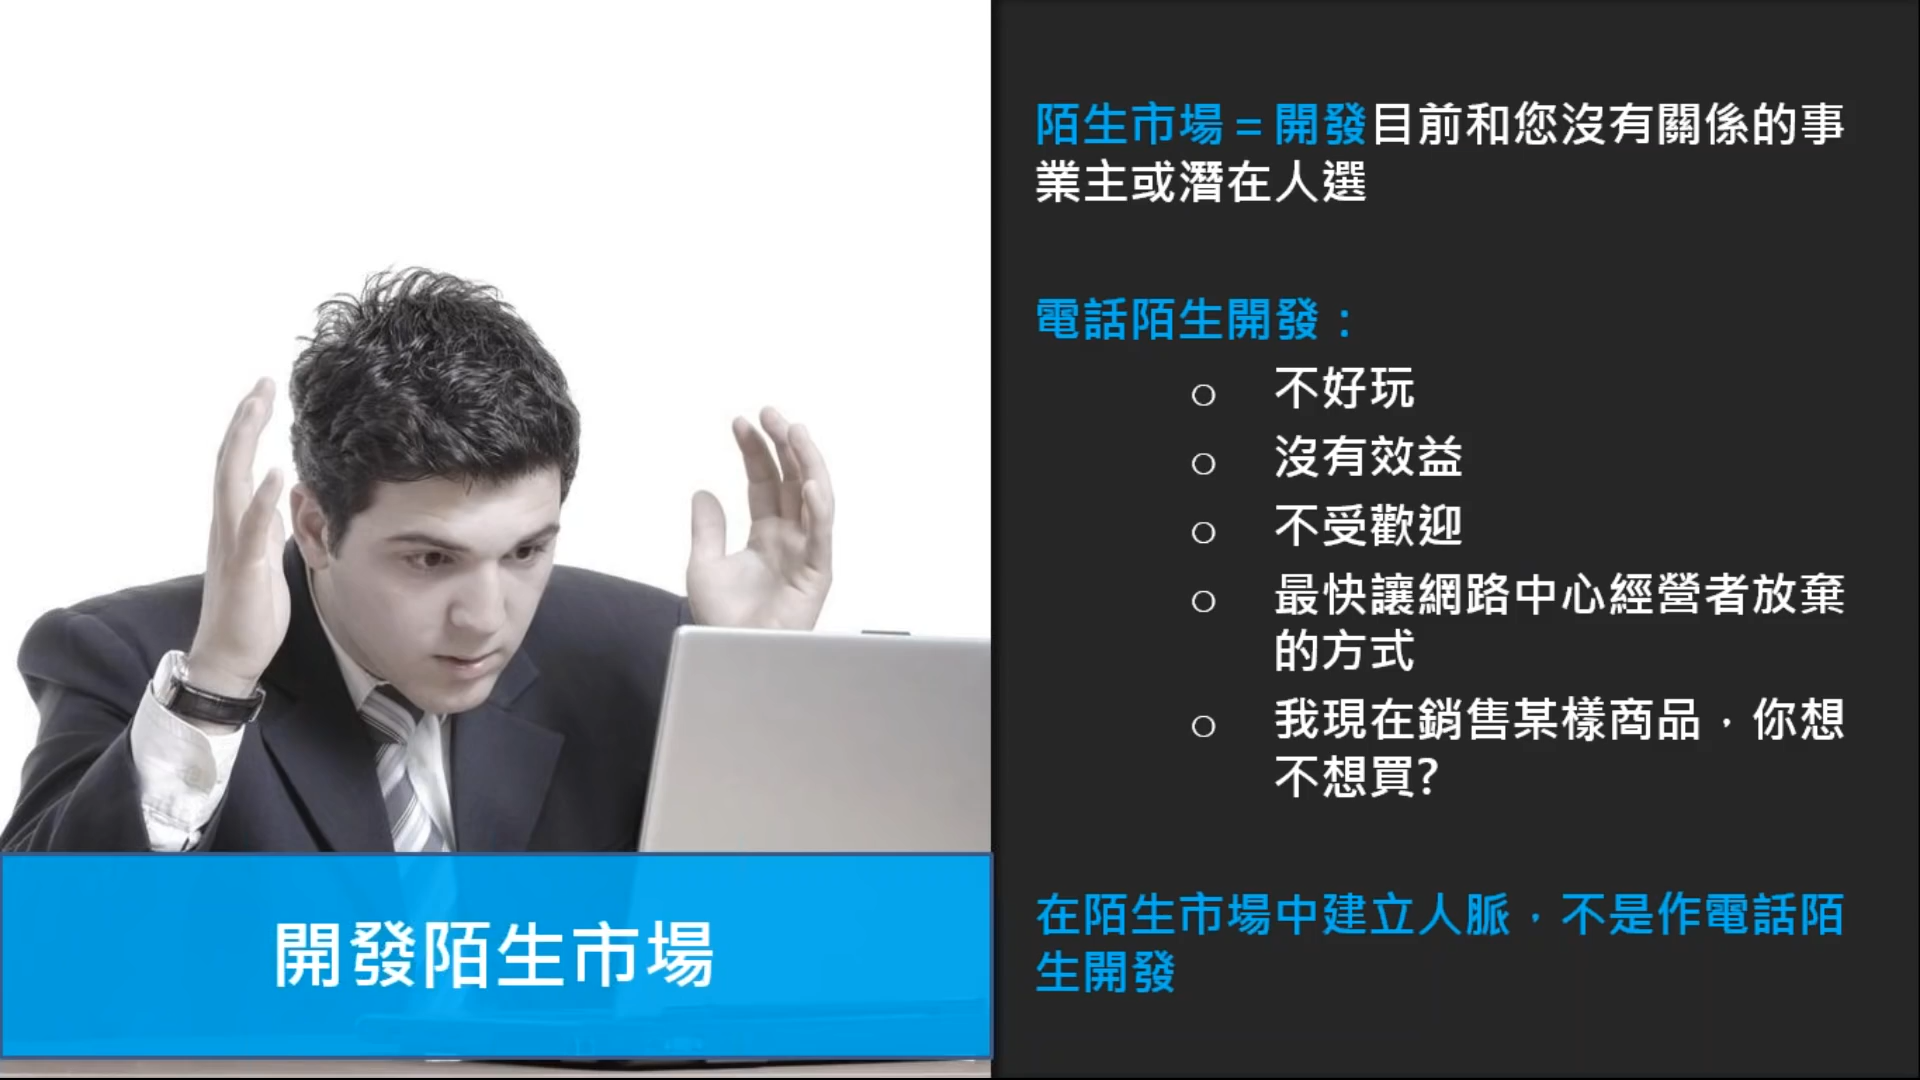 陌生市場 = 開發目前和您沒有關係的事
業主或潛在人選
電話陌生開發：
o 不好玩
o 沒有效益
o 不受歡迎
o 最快讓網路中心經營者放棄
的方式
o 我現在銷售某樣商品，你想
不想買?
在陌生市場中建立人脈，不是作電話陌
生開發
開發陌生市場